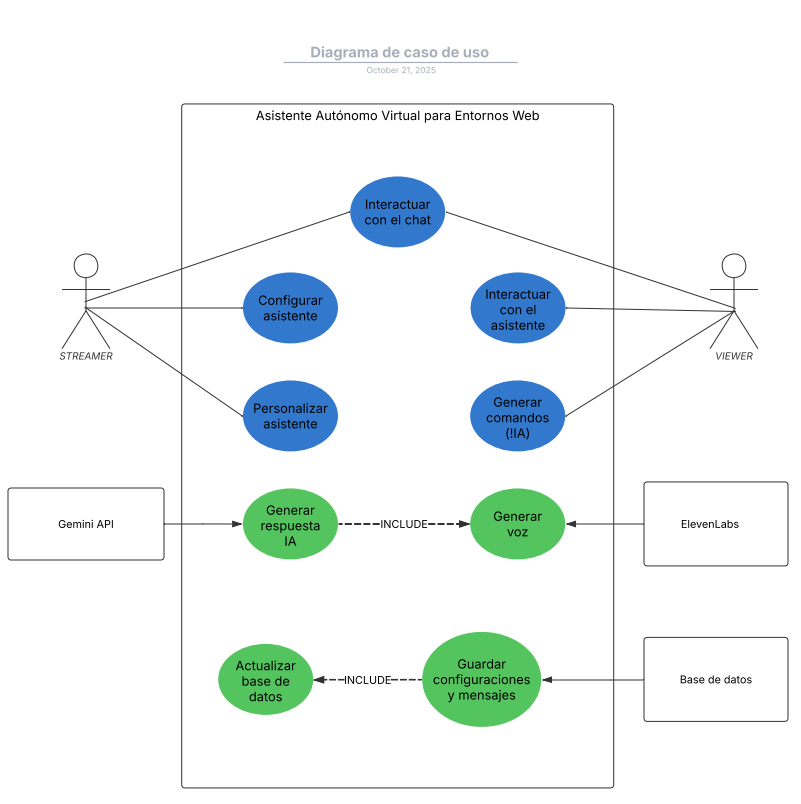 Diagrama de caso de uso
October 21, 2025
Asistente Autónomo Virtual para Entornos Web
Interactuar
con el chat
Configurar
asistente
Interactuar
con el
asistente
STREAMER
VIEWER
Personalizar
asistente
Generar
comandos
(!IA)
Gemini API
Generar
respuesta
IA
INCLUDE
Generar
voz
ElevenLabs
Actualizar
base de
datos
INCLUDE
Guardar
configuraciones
y mensajes
Base de datos